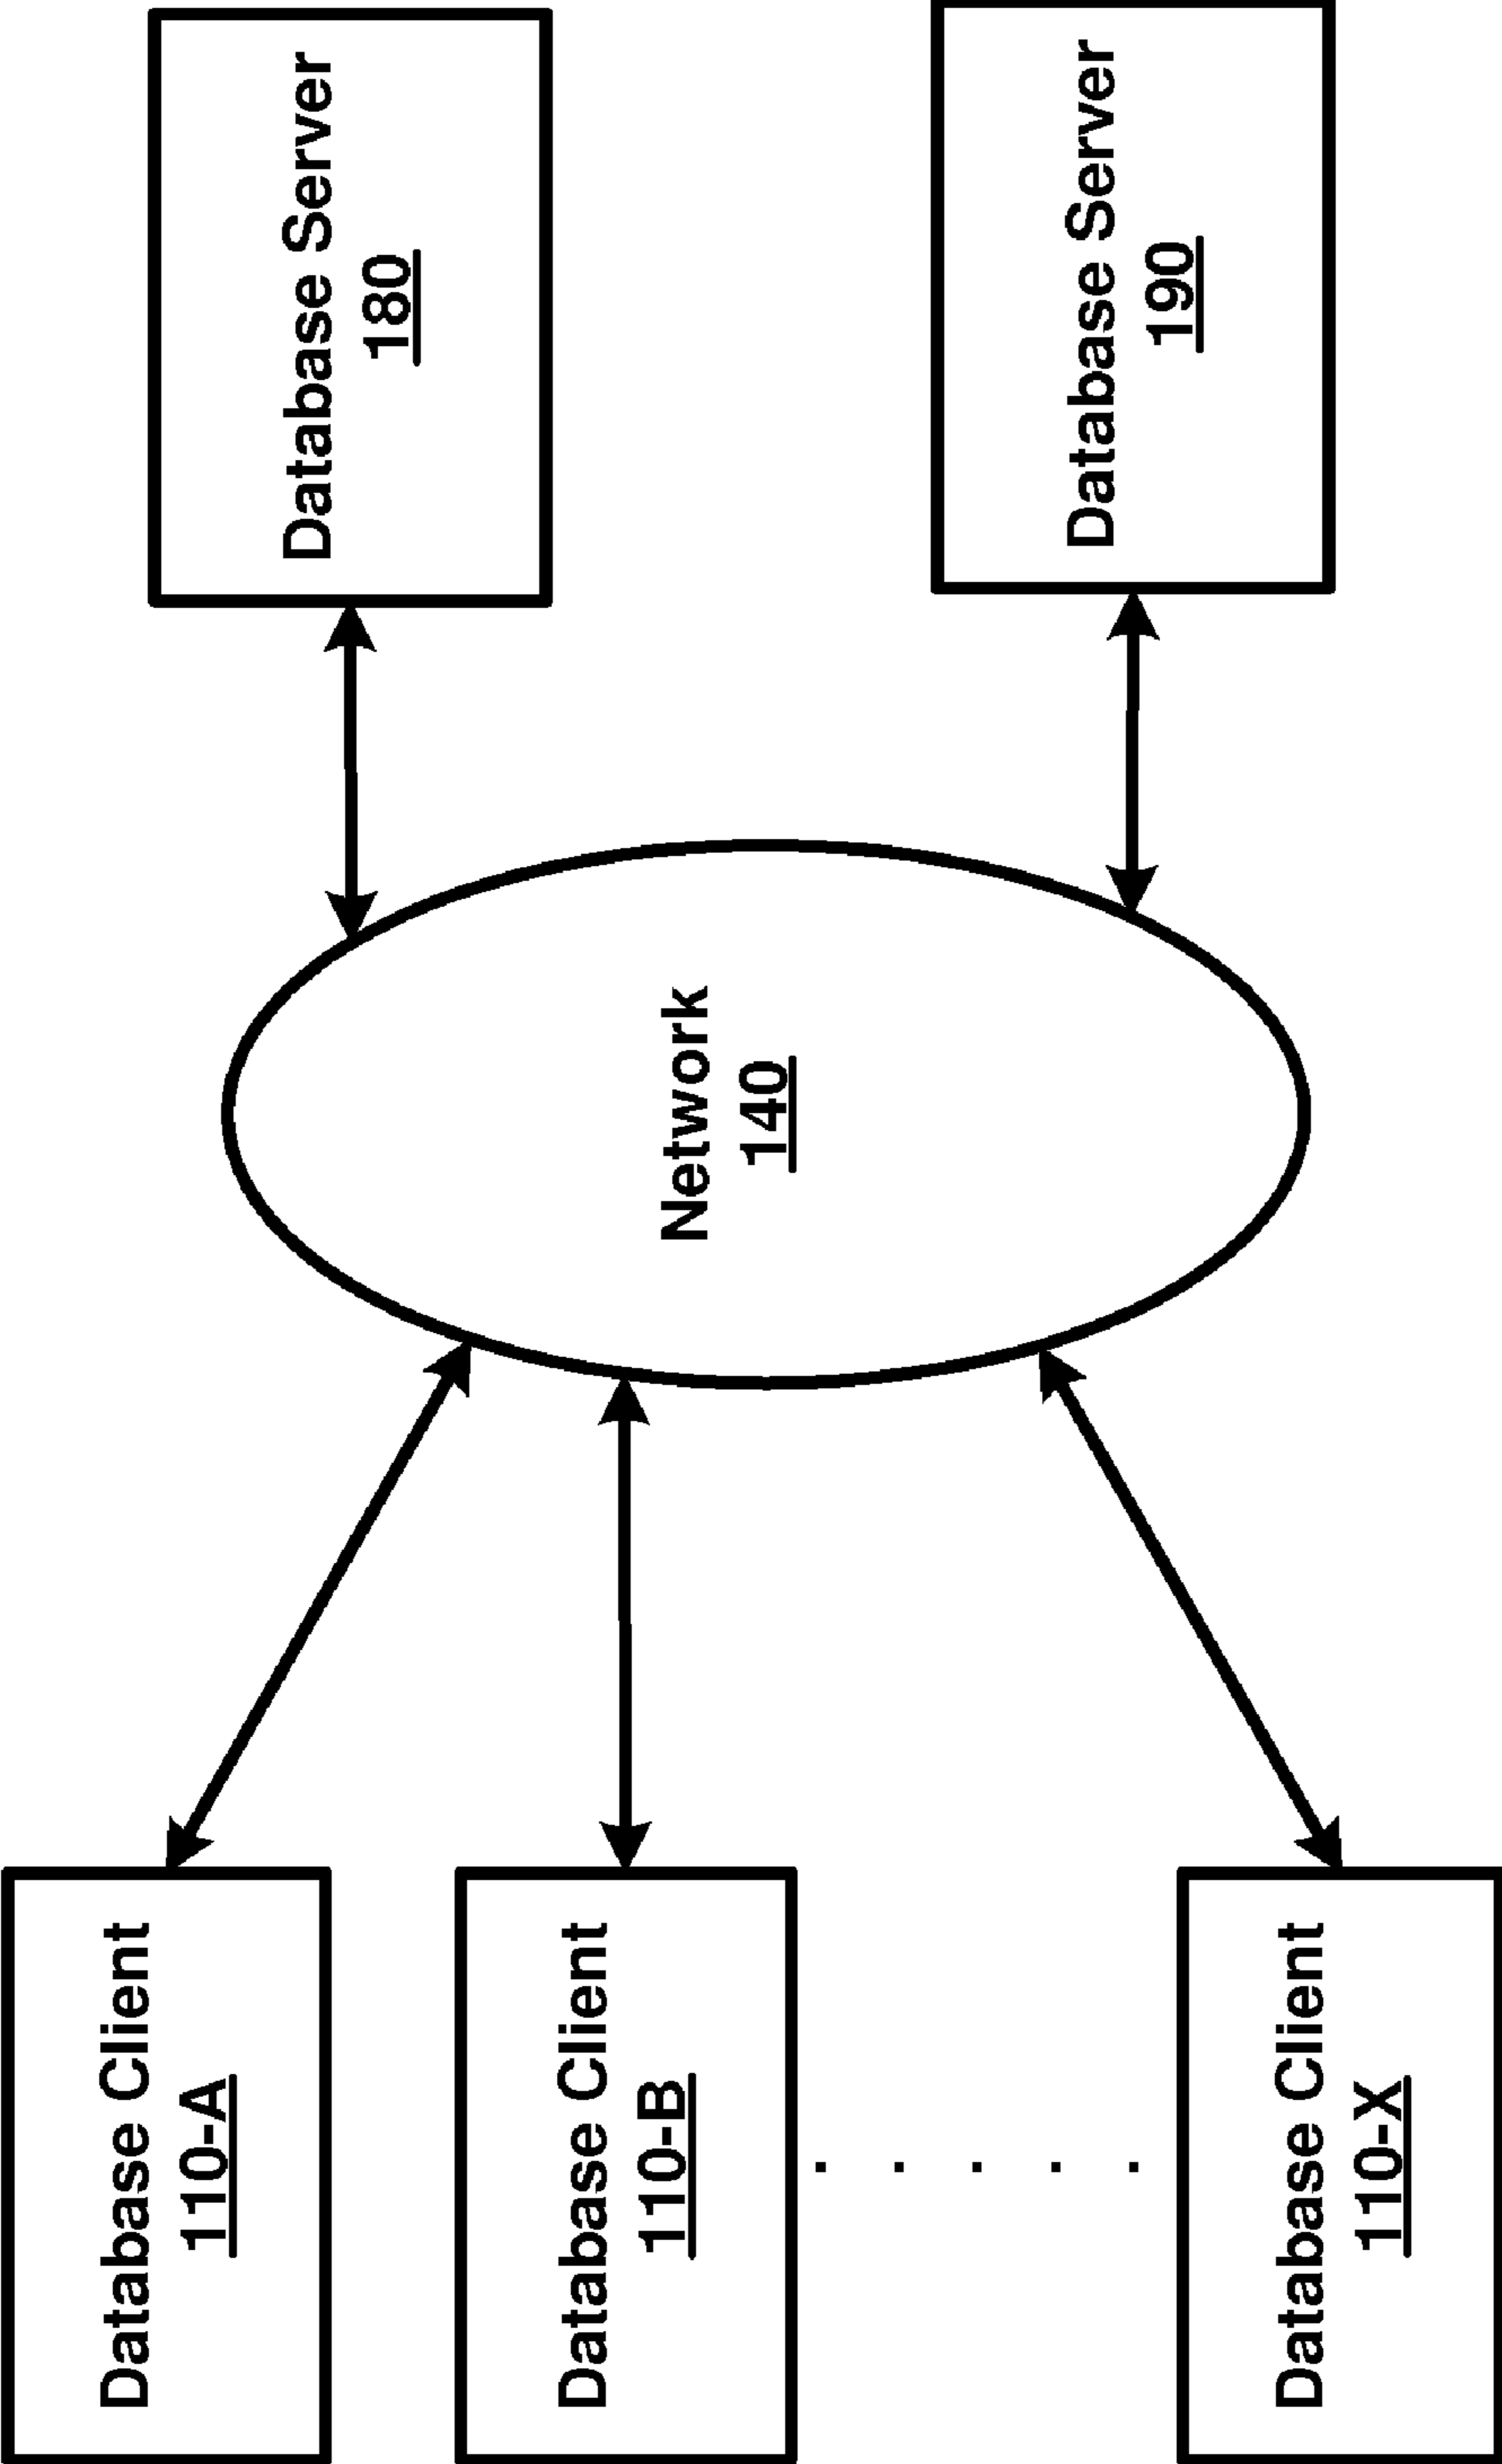 Database Client
110-A
Database Client
110-B
. . . . .
Database Client
110-X
Network
140
Database Server
180
Database Server
190